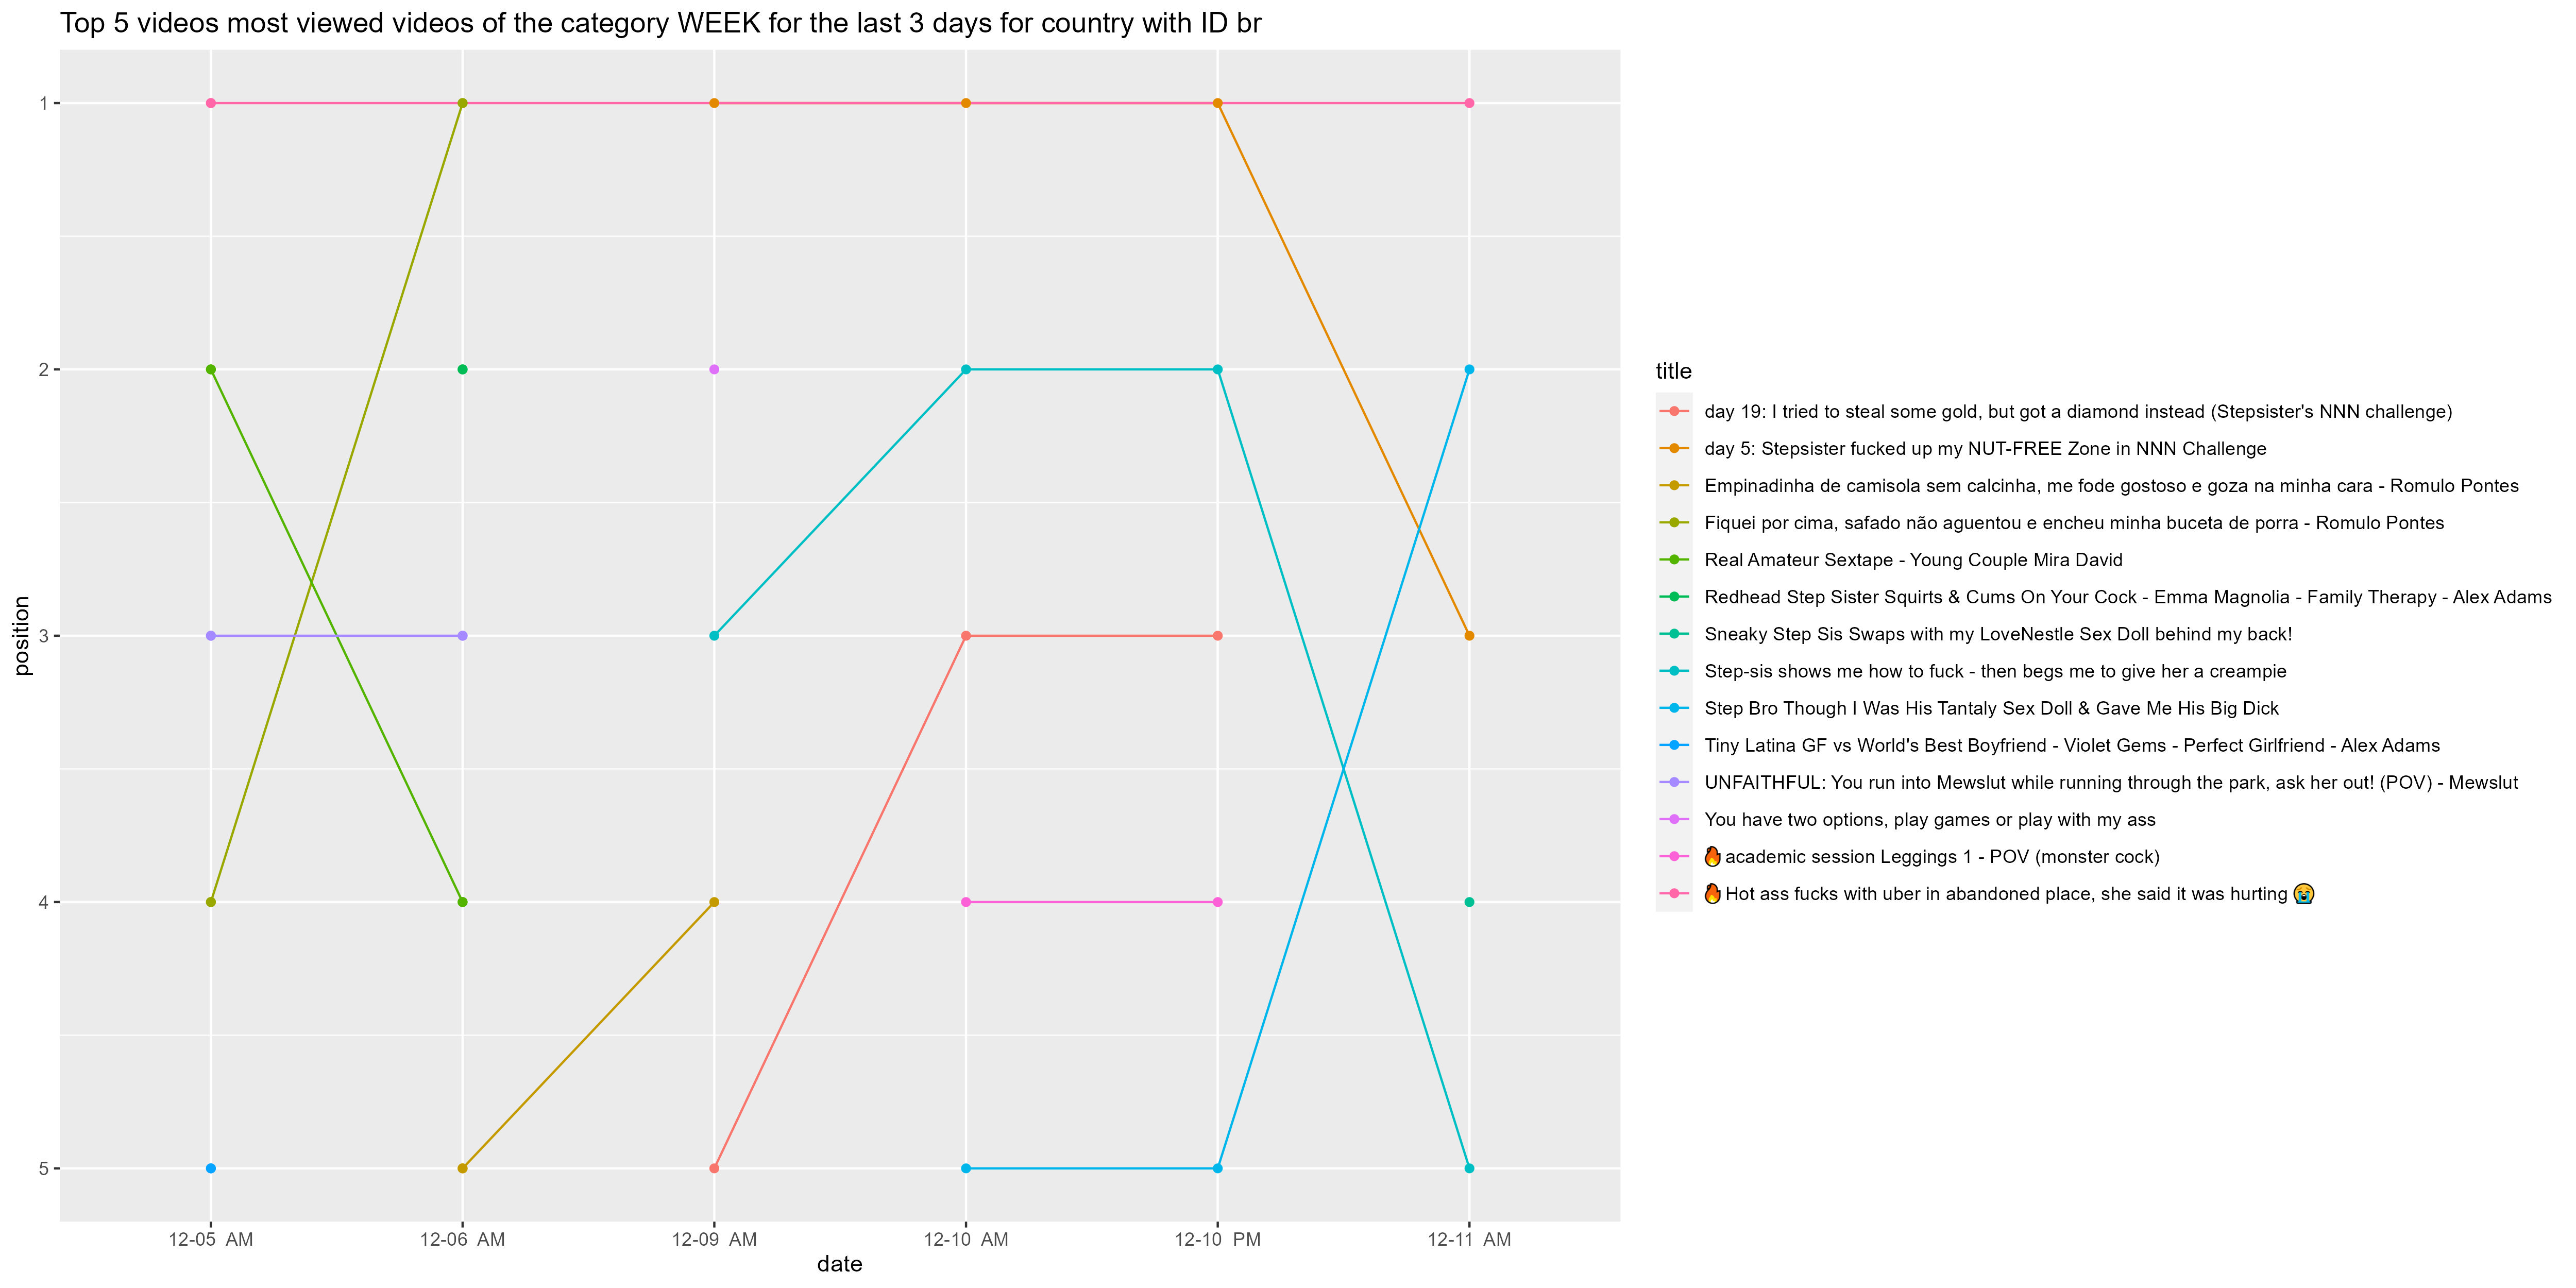 Top 5 videos most viewed videos of the category WEEK for the last 3 days for country with ID br
position
1
2
3
4
5
12-05 AM
12-06 AM
12-09 AM
12-10 AM
12-10 PM
12-11 AM
date
title
day 19: I tried to steal some gold, but got a diamond instead (Stepsister's NNN challenge)
day 5: Stepsister fucked up my NUT-FREE Zone in NNN Challenge
Empinadinha de camisola sem calcinha, me fode gostoso e goza na minha cara - Romulo Pontes
Fiquei por cima, safado não aguentou e encheu minha buceta de porra - Romulo Pontes
Real Amateur Sextape - Young Couple Mira David
Redhead Step Sister Squirts & Cums On Your Cock - Emma Magnolia - Family Therapy - Alex Adams
Sneaky Step Sis Swaps with my LoveNestle Sex Doll behind my back!
Step-sis shows me how to fuck - then begs me to give her a creampie
Step Bro Though I Was His Tantaly Sex Doll & Gave Me His Big Dick
Tiny Latina GF vs World's Best Boyfriend - Violet Gems - Perfect Girlfriend - Alex Adams
UNFAITHFUL: You run into Mewslut while running through the park, ask her out! (POV) - Mewslut
You have two options, play games or play with my ass
🔥academic session Leggings 1 - POV (monster cock)
🔥Hot ass fucks with uber in abandoned place, she said it was hurting 😭